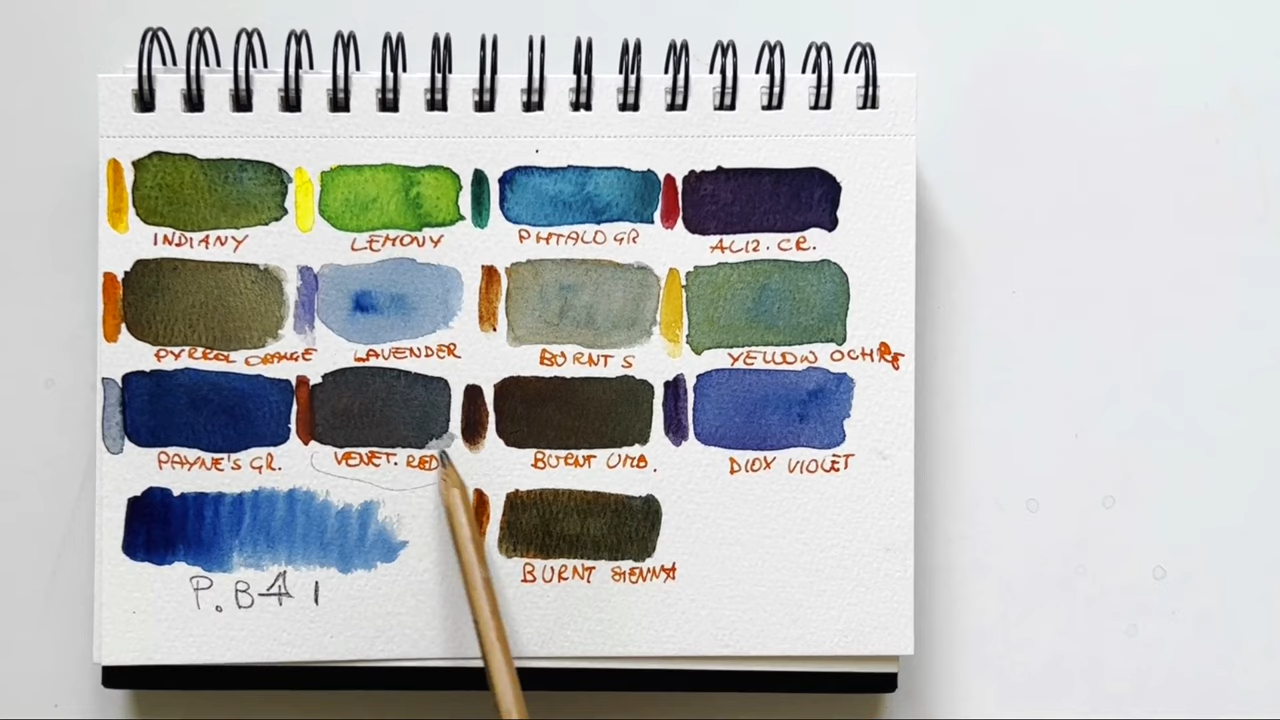 INDIANY LEMONY PHTALO GR ALIZ. CR.
PYRROL ORANGE LAVENDER BURNT S YELLOW OCHRE
PAYNE'S GR. VENET. RED BURNT UMB. DIOX VIOLET
BURNT SIENNA
P.B41